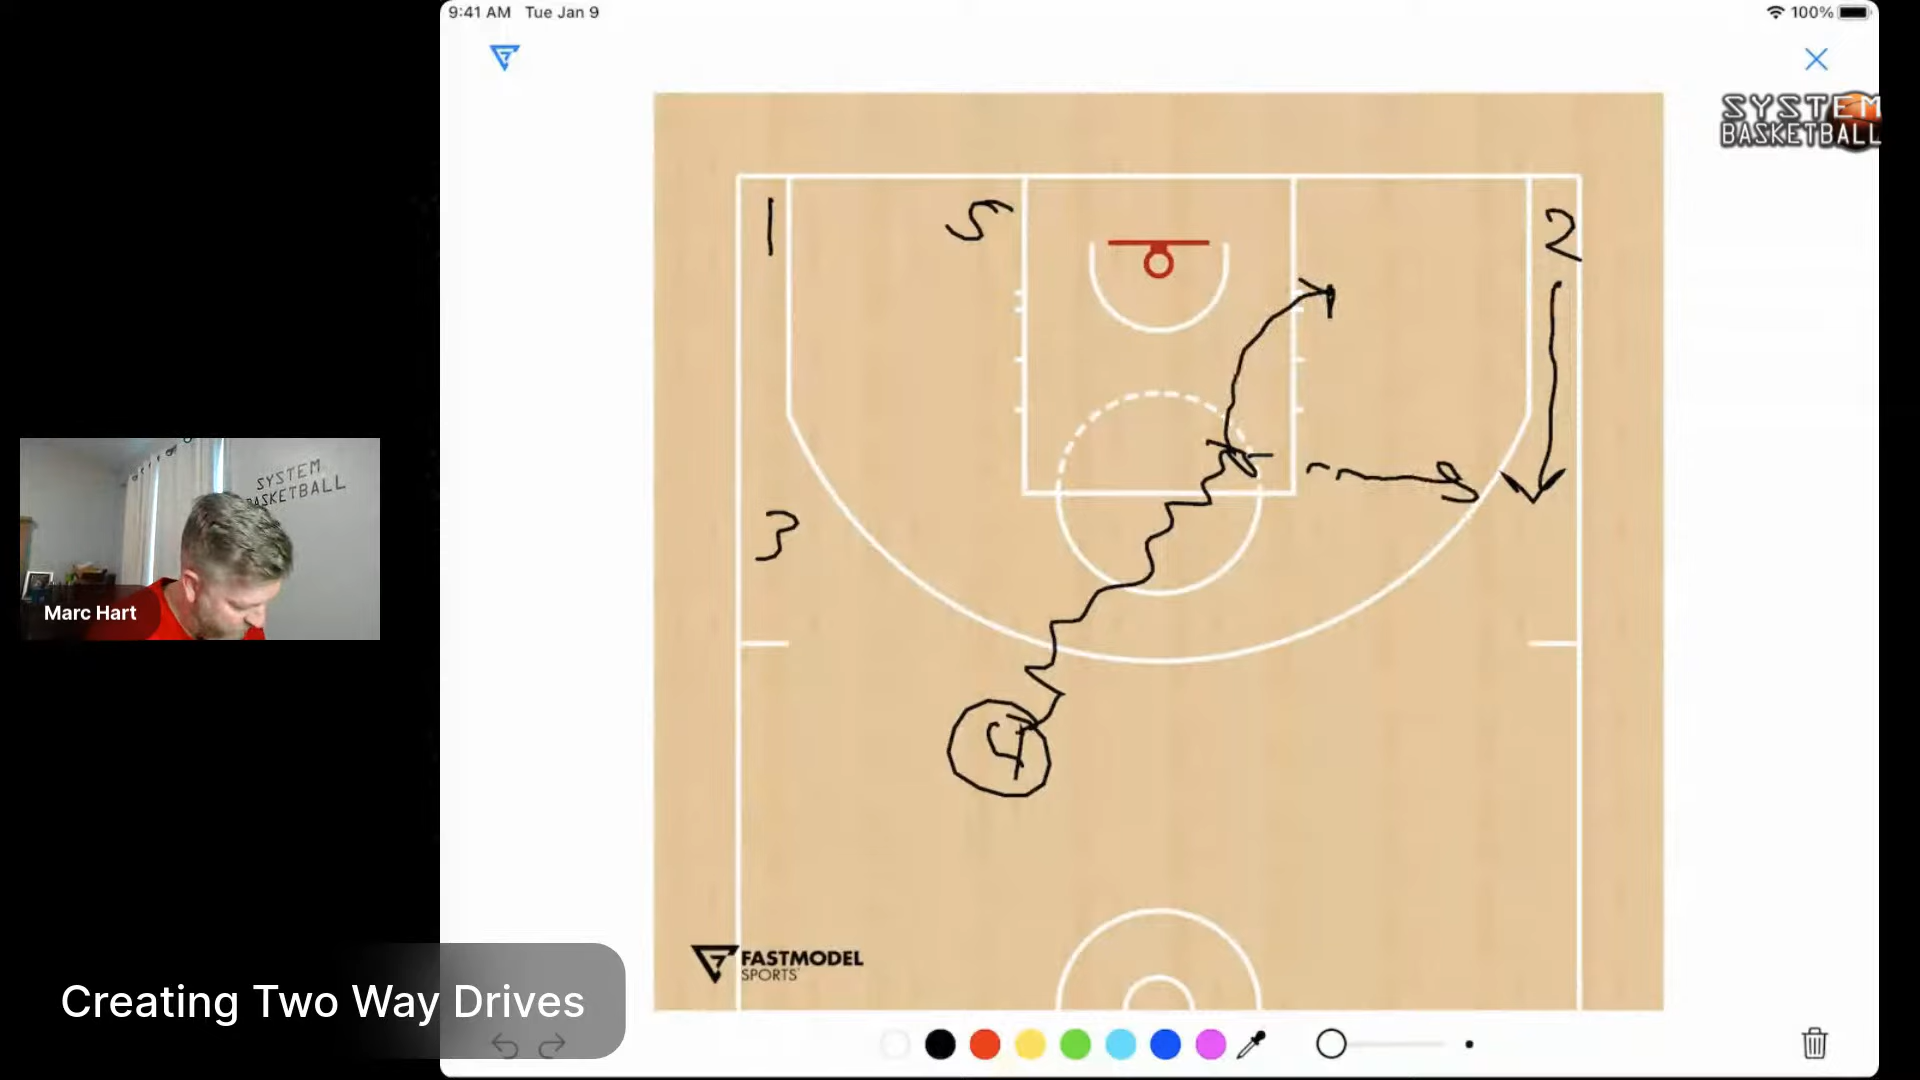 9:41 AM Tue Jan 9
100%
SYSTEM
BASKETBALL
1
5
2
SYSTEM
BASKETBALL
3
Marc Hart
4
FASTMODEL
SPORTS
Creating Two Way Drives